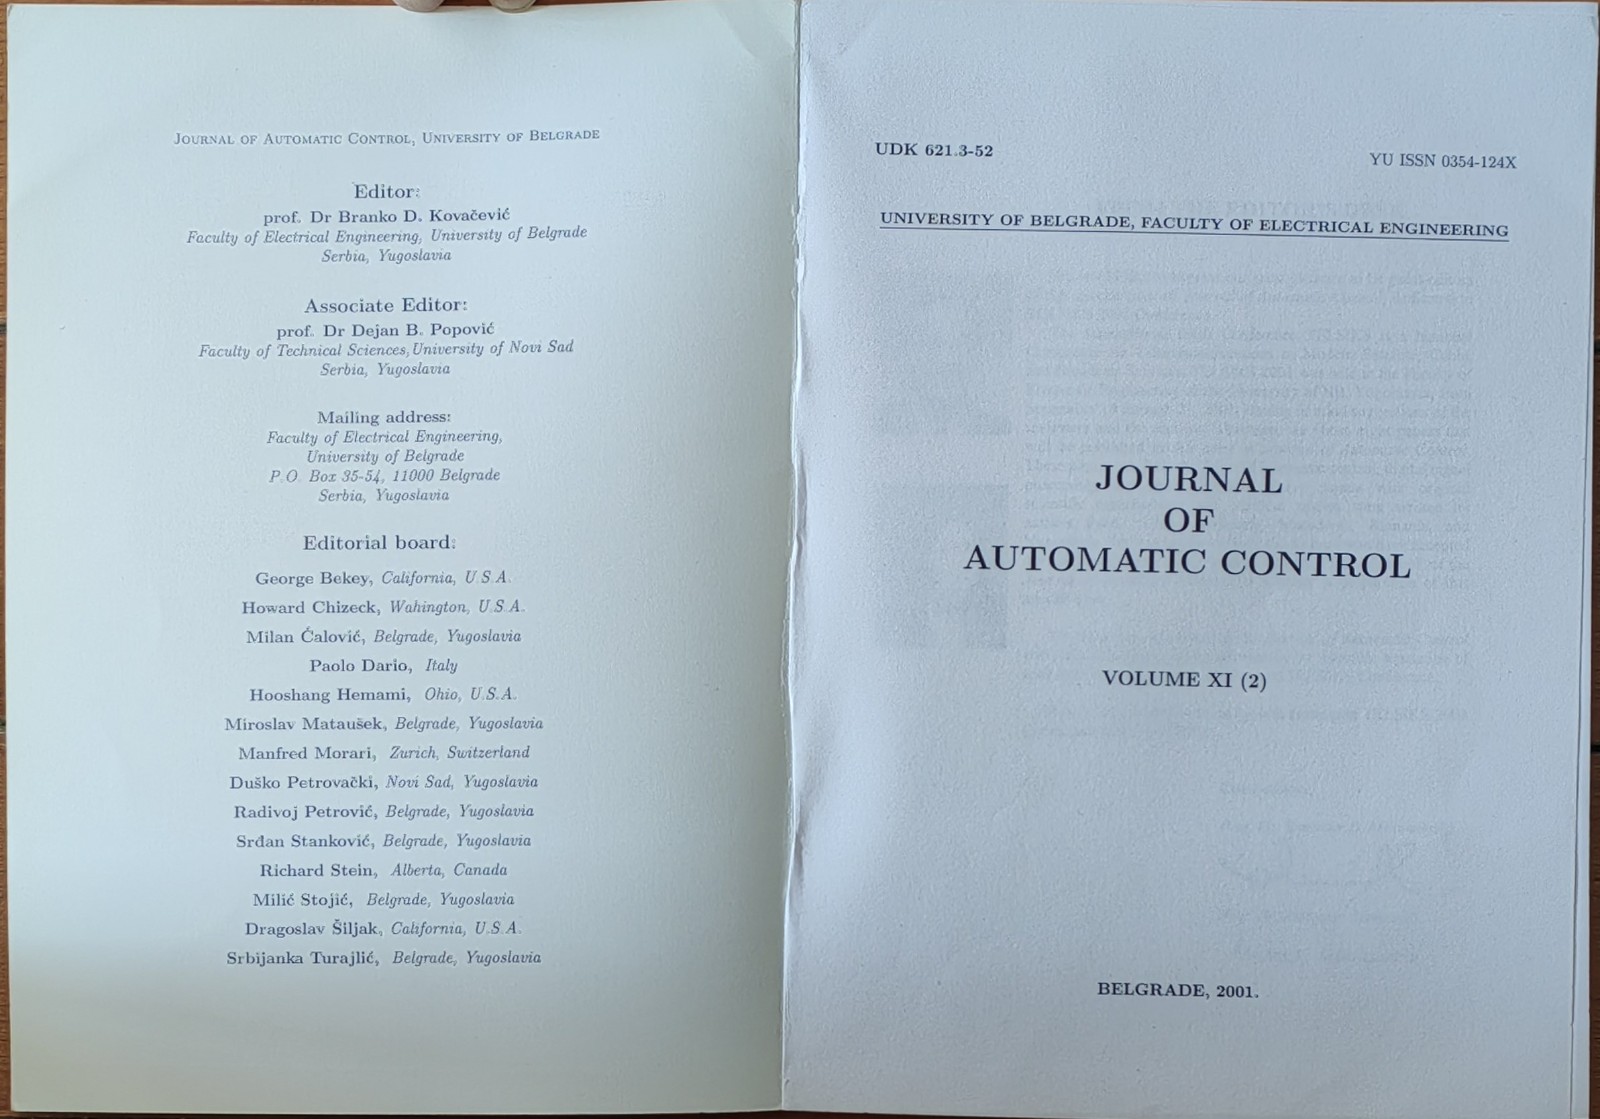 JOURNAL OF AUTOMATIC CONTROL, UNIVERSITY OF BELGRADE
Editor:
prof. Dr Branko D. Kovačević
Faculty of Electrical Engineering, University of Belgrade
Serbia, Yugoslavia
Associate Editor:
prof. Dr Dejan B. Popović
Faculty of Technical Sciences, University of Novi Sad
Serbia, Yugoslavia
Mailing address:
Faculty of Electrical Engineering,
University of Belgrade
P.O. Box 35-54, 11000 Belgrade
Serbia, Yugoslavia
Editorial board:
George Bekey, California, U.S.A.
Howard Chizeck, Wahington, U.S.A.
Milan Ćalović, Belgrade, Yugoslavia
Paolo Dario, Italy
Hooshang Hemami, Ohio, U.S.A.
Miroslav Mataušek, Belgrade, Yugoslavia
Manfred Morari, Zurich, Switzerland
Duško Petrovački, Novi Sad, Yugoslavia
Radivoj Petrović, Belgrade, Yugoslavia
Srđan Stanković, Belgrade, Yugoslavia
Richard Stein, Alberta, Canada
Milić Stojić, Belgrade, Yugoslavia
Dragoslav Šiljak, California, U.S.A.
Srbijanka Turajlić, Belgrade, Yugoslavia
UDK 621.3-52
YU ISSN 0354-124X
UNIVERSITY OF BELGRADE, FACULTY OF ELECTRICAL ENGINEERING
JOURNAL
OF
AUTOMATIC CONTROL
VOLUME XI (2)
BELGRADE, 2001.